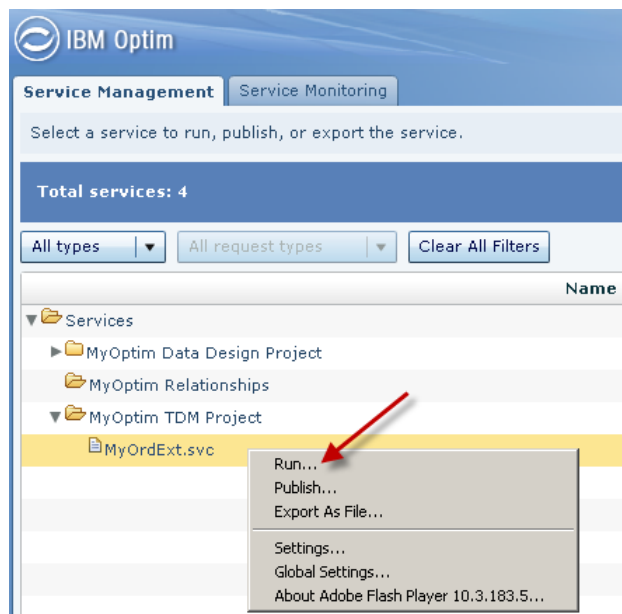 IBM Optim
Service Management Service Monitoring
Select a service to run, publish, or export the service.
Total services: 4
All types All request types Clear All Filters
Name
Services
MyOptim Data Design Project
MyOptim Relationships
MyOptim TDM Project
MyOrdExt.svc
Run...
Publish...
Export As File...
Settings...
Global Settings...
About Adobe Flash Player 10.3.183.5...